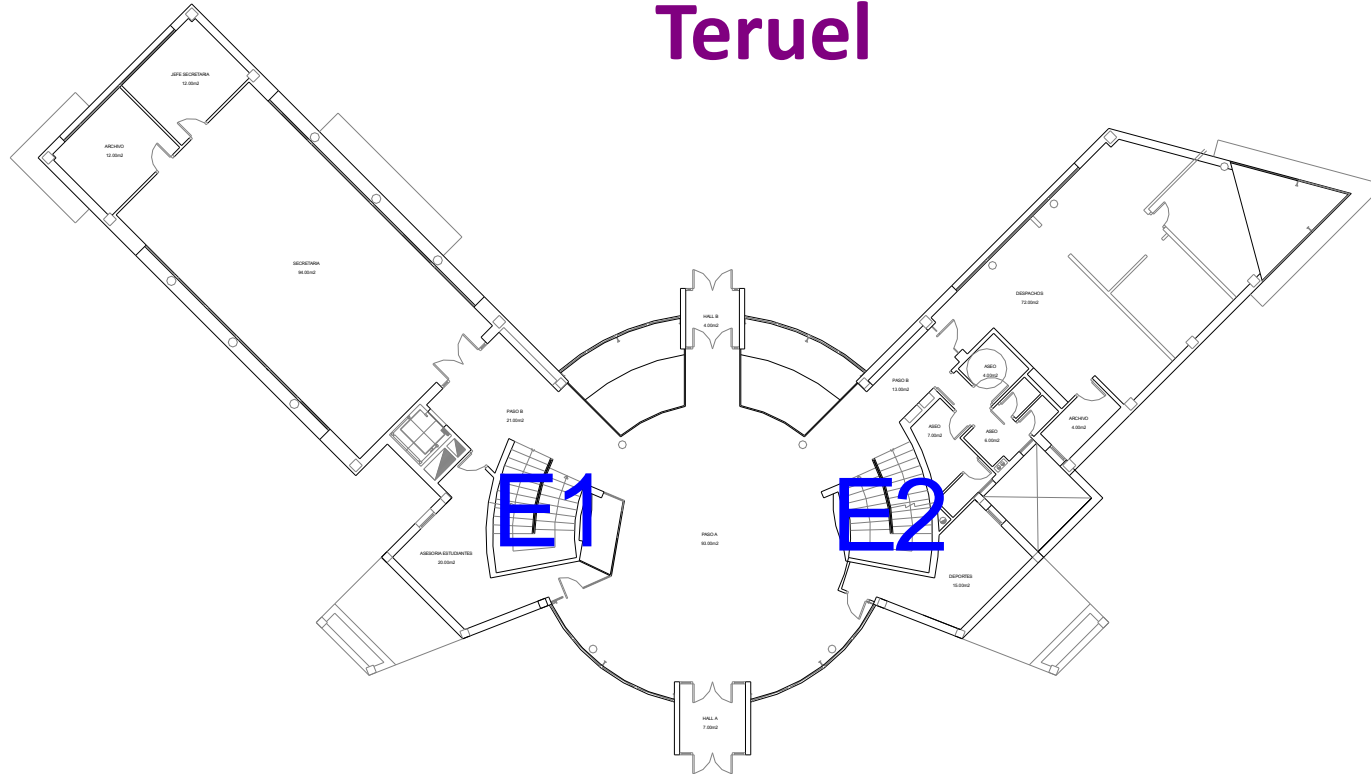 Teruel
JEFE SECRETARIA
12.00m2
ARCHIVO
12.00m2
SECRETARIA
94.00m2
HALL B
4.00m2
DESPACHOS
72.00m2
ASEO
4.00m2
PASO B
13.00m2
PASO B
21.00m2
ARCHIVO
4.00m2
ASEO
7.00m2
ASEO
6.00m2
E1
E2
PASO A
93.00m2
ASESORIA ESTUDIANTES
20.00m2
DEPORTES
15.00m2
HALL A
7.00m2